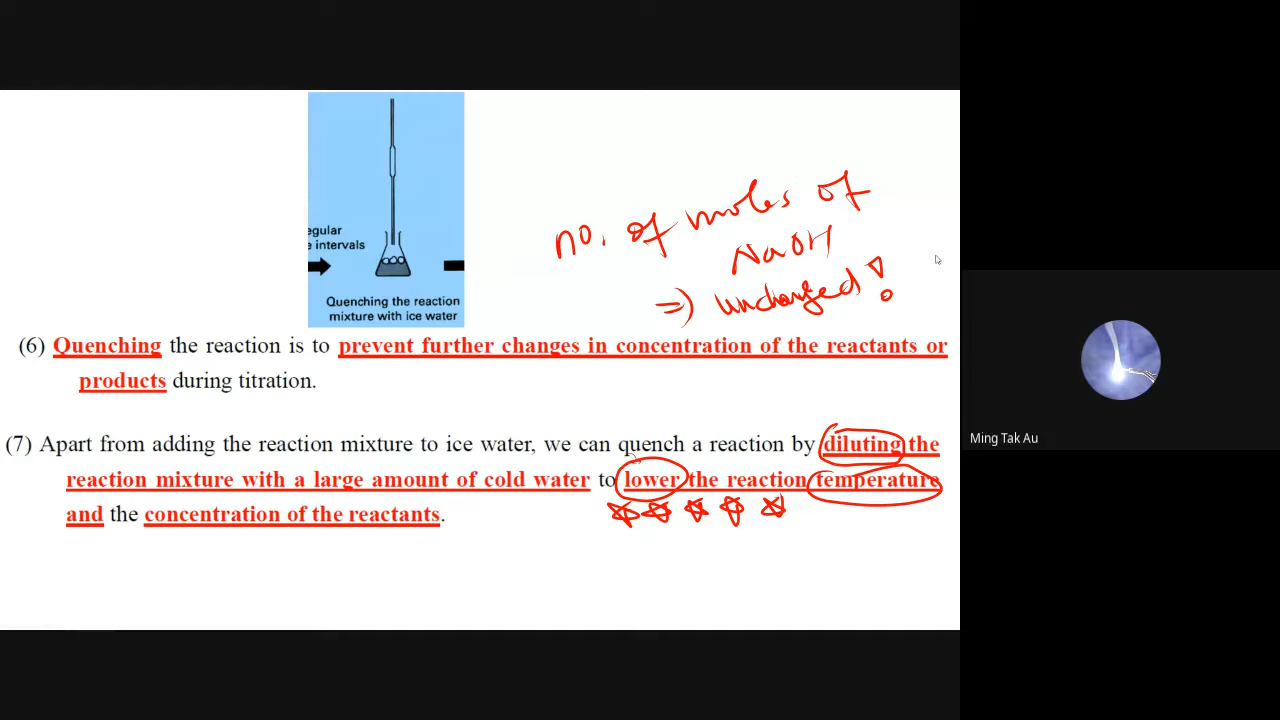 egular
e intervals
Quenching the reaction
mixture with ice water
no. of moles of
NaOH
=) unchanged!
(6) Quenching the reaction is to prevent further changes in concentration of the reactants or
products during titration.
(7) Apart from adding the reaction mixture to ice water, we can quench a reaction by diluting the
reaction mixture with a large amount of cold water to lower the reaction temperature
and the concentration of the reactants.
Ming Tak Au